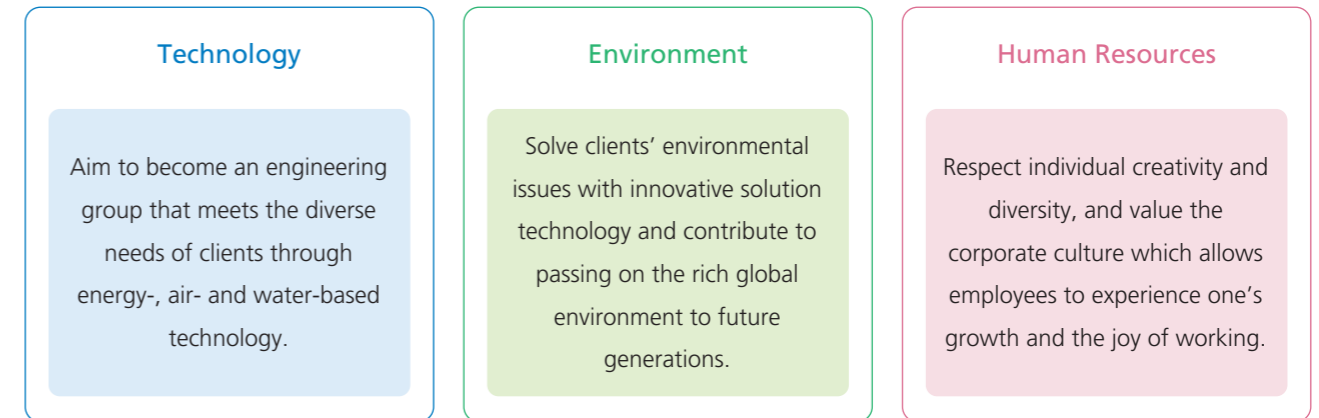 Technology
Aim to become an engineering
group that meets the diverse
needs of clients through
energy-, air- and water-based
technology.
Environment
Solve clients’ environmental
issues with innovative solution
technology and contribute to
passing on the rich global
environment to future
generations.
Human Resources
Respect individual creativity and
diversity, and value the
corporate culture which allows
employees to experience one’s
growth and the joy of working.